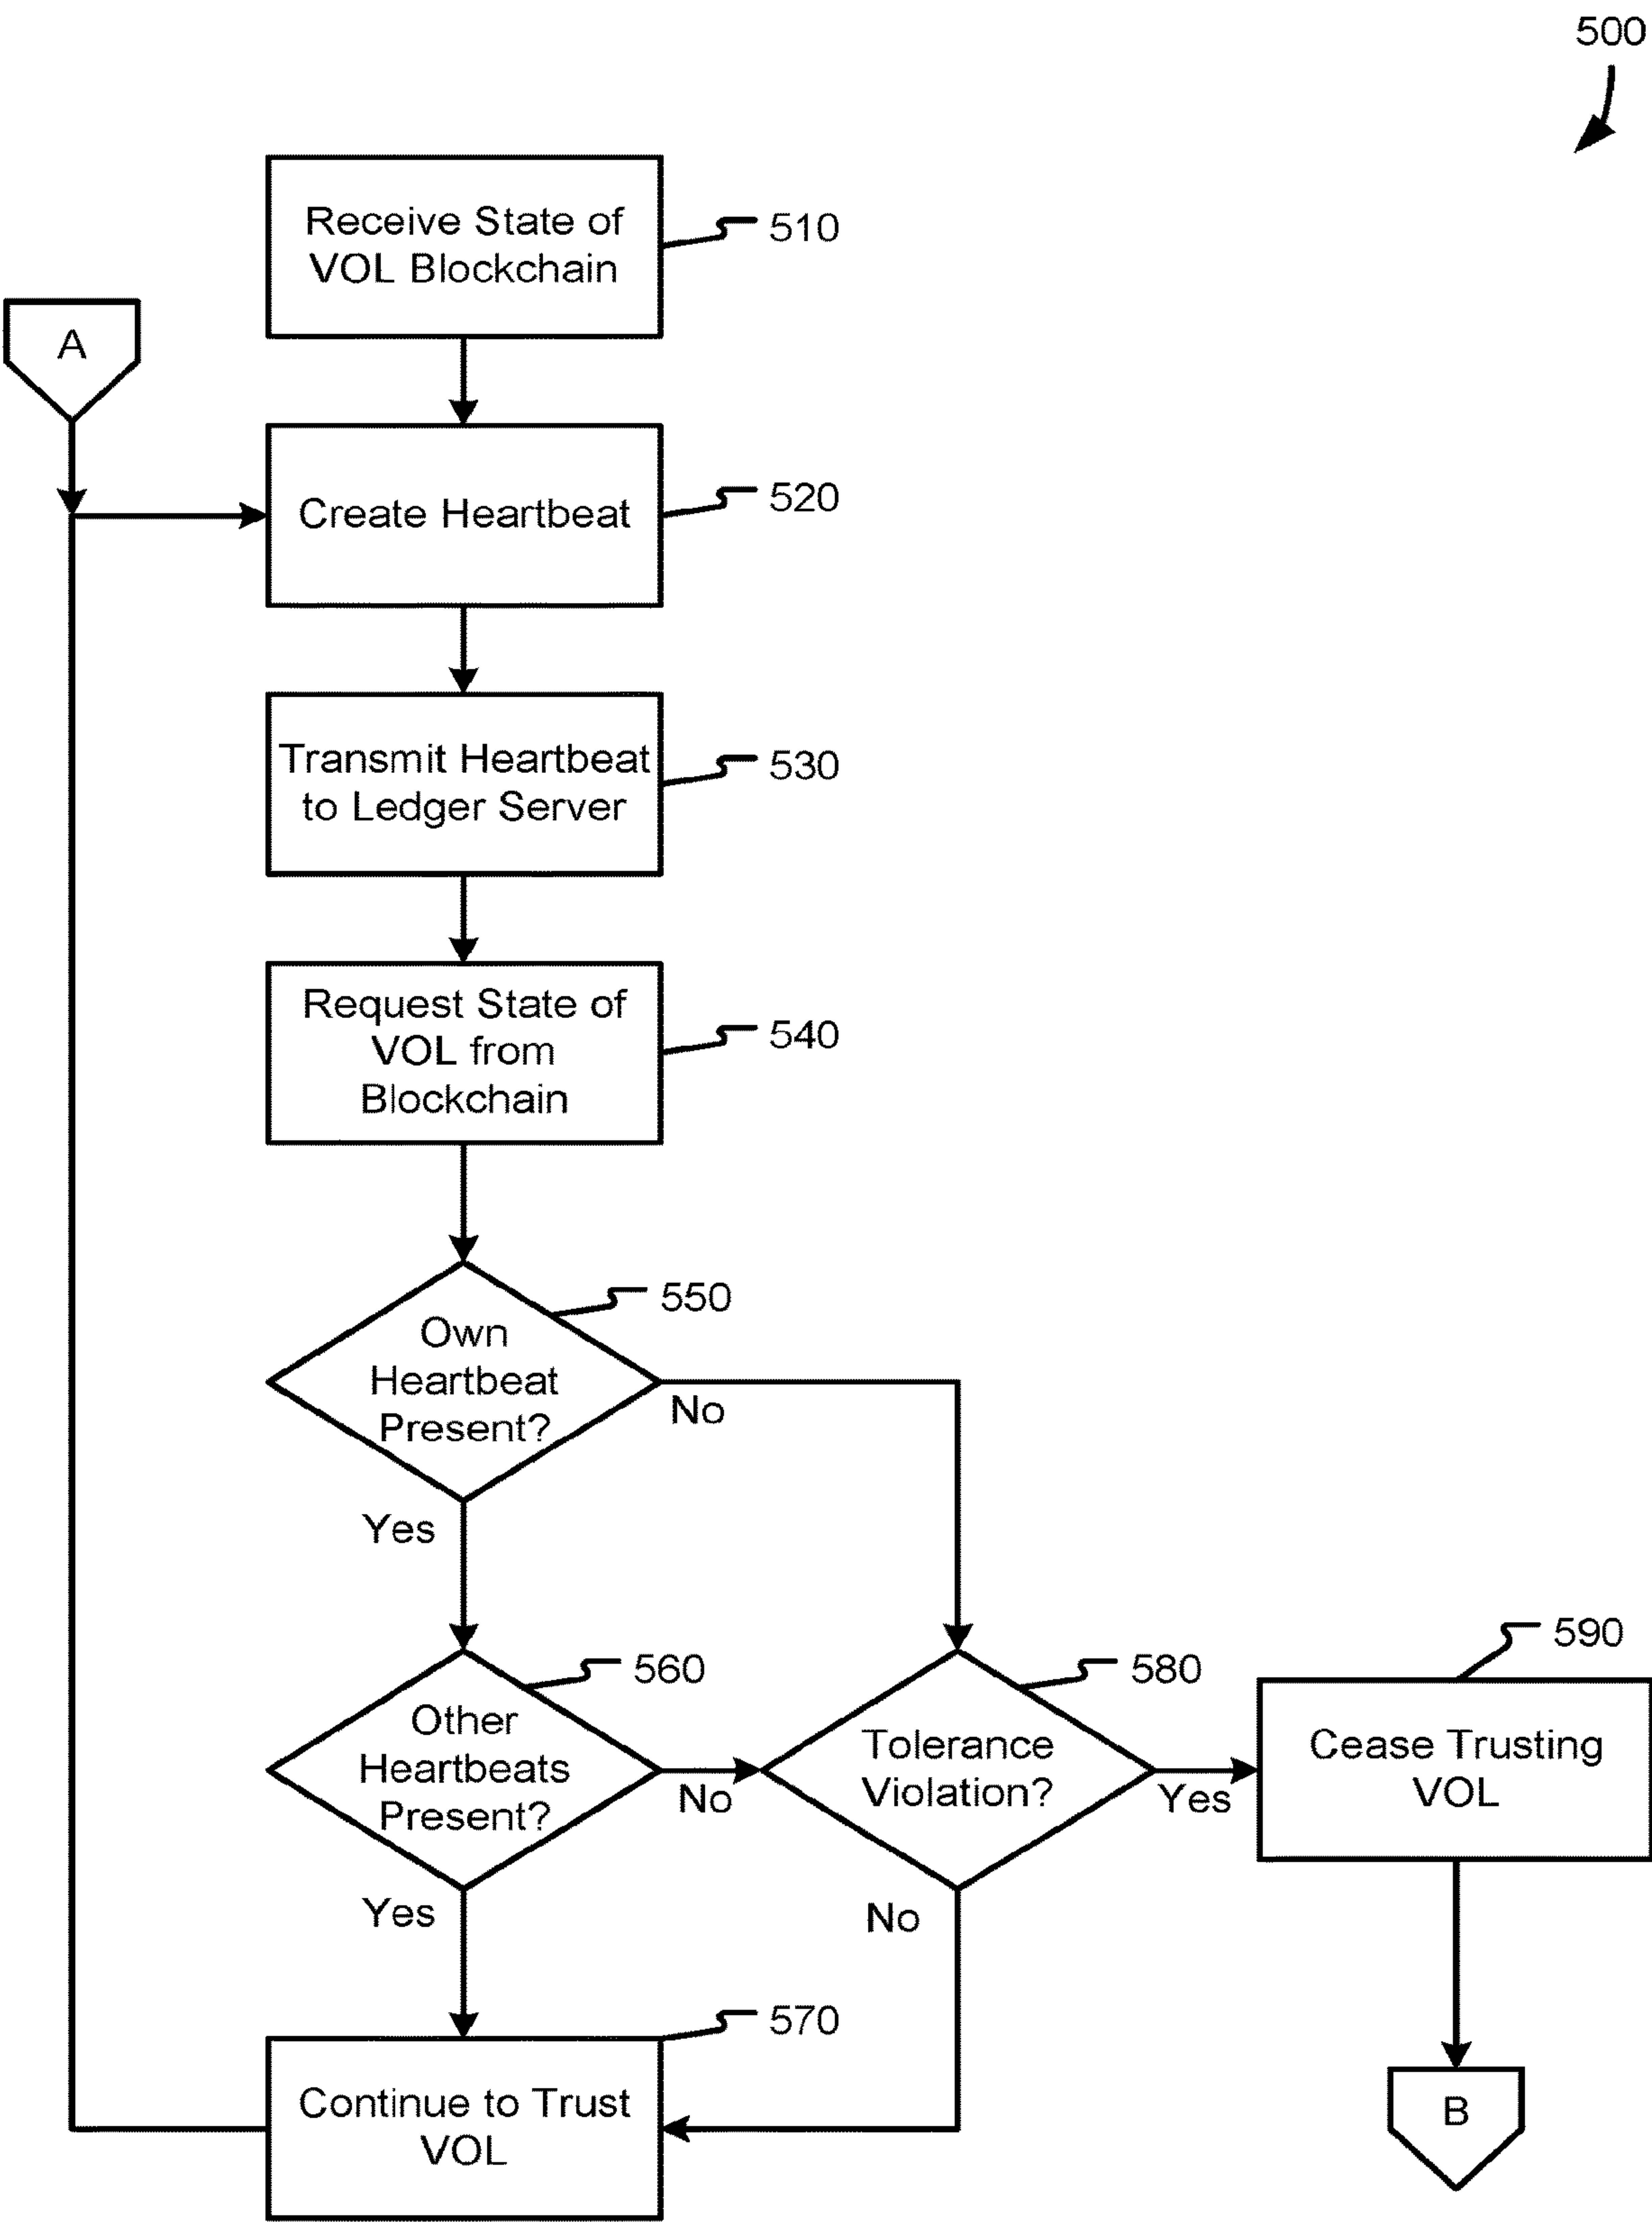 500
Receive State of
VOL Blockchain
510
A
Create Heartbeat
520
Transmit Heartbeat
to Ledger Server
530
Request State of
VOL from
Blockchain
540
Own
Heartbeat
Present?
550
No
Yes
Other
Heartbeats
Present?
560
No
Yes
Tolerance
Violation?
580
Yes
No
Cease Trusting
VOL
590
Continue to Trust
VOL
570
B